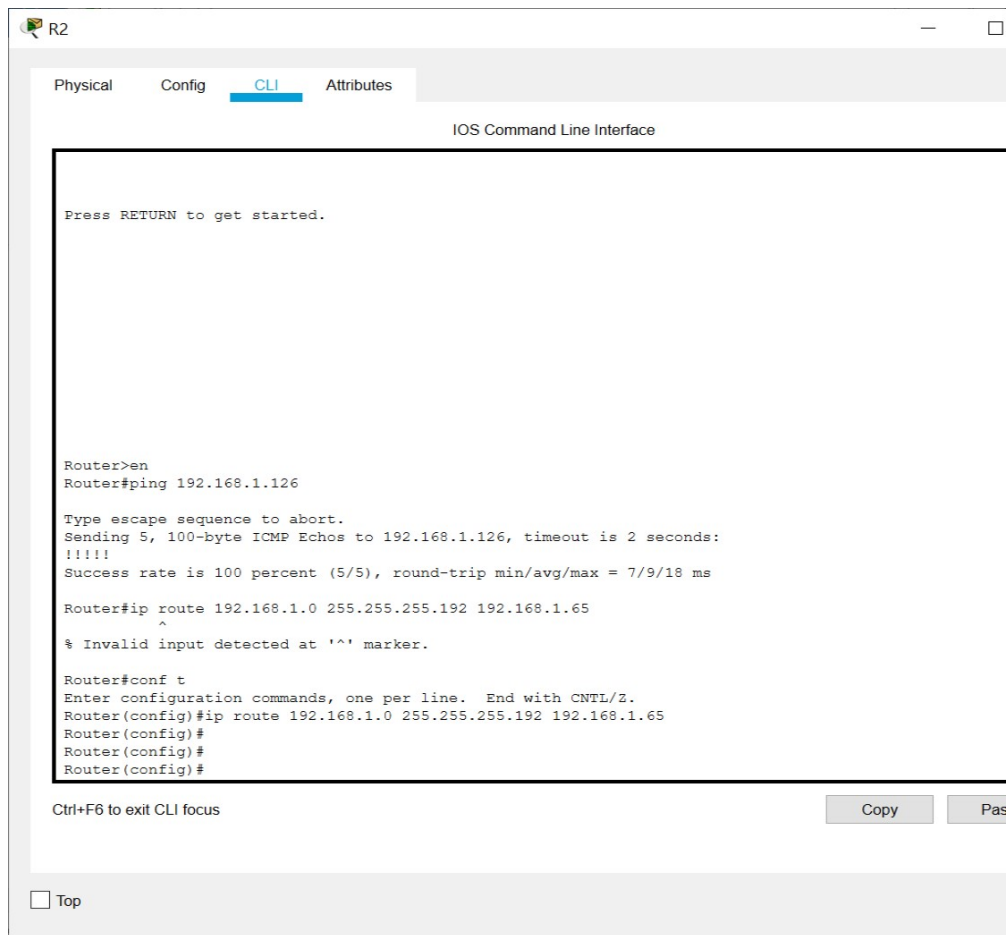 R2
Physical Config CLI Attributes
IOS Command Line Interface
Press RETURN to get started.
Router>en
Router#ping 192.168.1.126
Type escape sequence to abort.
Sending 5, 100-byte ICMP Echos to 192.168.1.126, timeout is 2 seconds:
!!!!!
Success rate is 100 percent (5/5), round-trip min/avg/max = 7/9/18 ms
Router#ip route 192.168.1.0 255.255.255.192 192.168.1.65
^
% Invalid input detected at '^' marker.
Router#conf t
Enter configuration commands, one per line. End with CNTL/Z.
Router(config)#ip route 192.168.1.0 255.255.255.192 192.168.1.65
Router(config)#
Router(config)#
Router(config)#
Ctrl+F6 to exit CLI focus
Copy Pas
Top